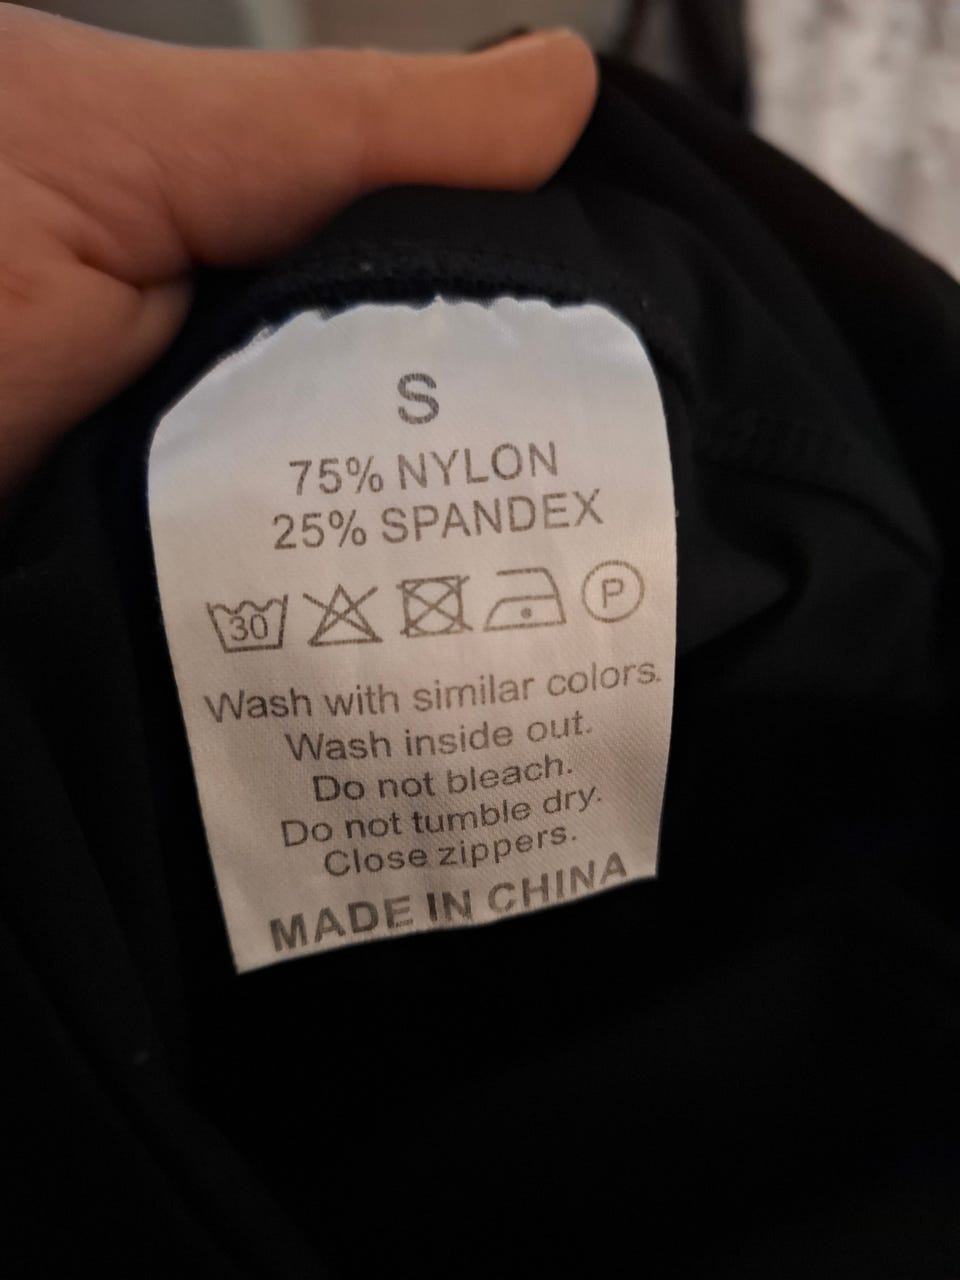 S
75% NYLON
25% SPANDEX
30 P
Wash with similar colors.
Wash inside out.
Do not bleach.
Do not tumble dry.
Close zippers.
MADE IN CHINA